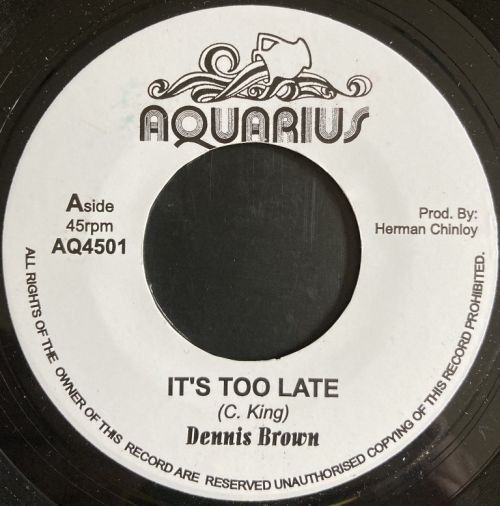 AQUARIUS
Aside
45rpm
AQ4501
Prod. By:
Herman Chinloy
IT'S TOO LATE
(C. King)
Dennis Brown
ALL RIGHTS OF THE OWNER OF THIS RECORD ARE RESERVED UNAUTHORISED COPYING OF THIS RECORD PROHIBITED.